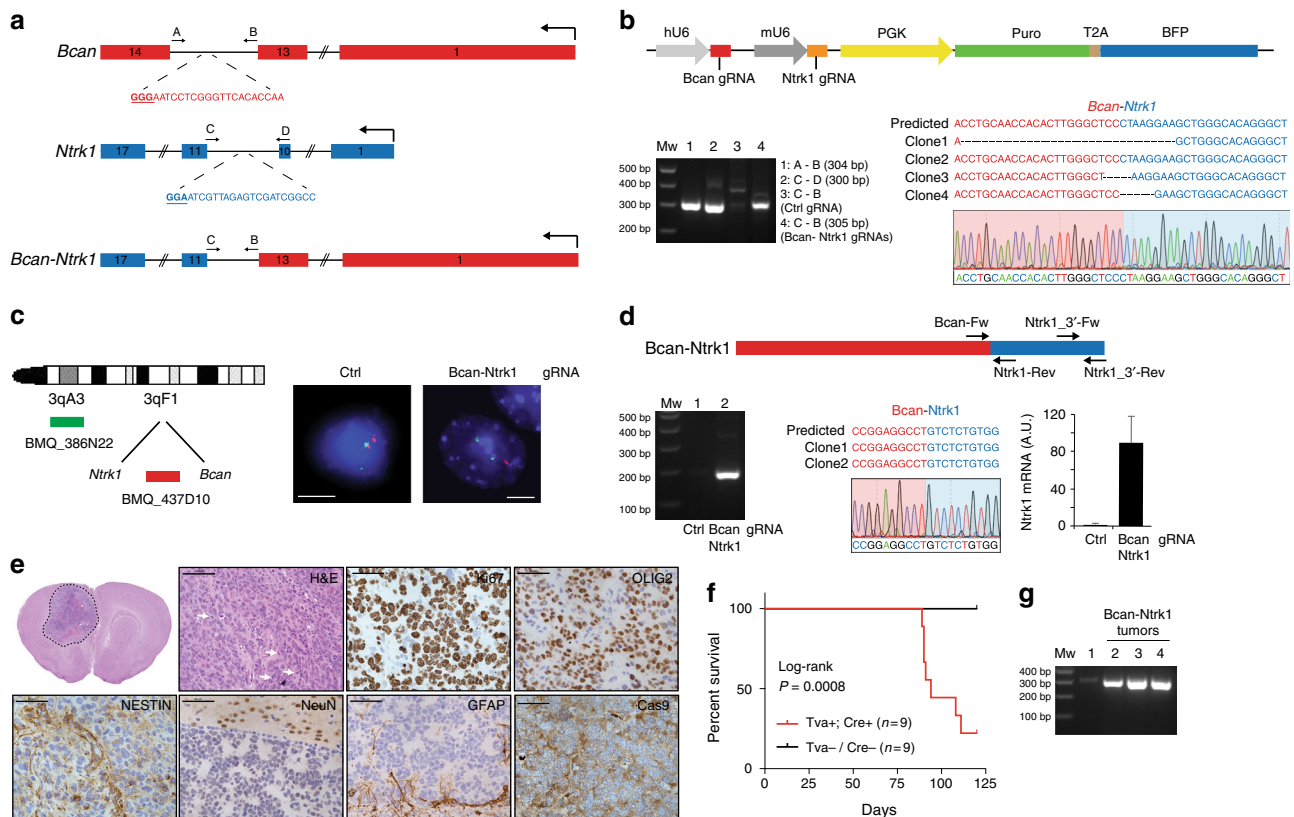 a
A
B
Bcan
14
13
1
GGGAATCCTCGGGTTCACACCAA
C
D
Ntrk1
17
11
10
1
GGAATCGTTAGAGTCGATCGGCC
C
B
Bcan-Ntrk1
17
11
13
1
b
hU6
mU6
PGK
Puro
T2A
BFP
Bcan gRNA
Ntrk1 gRNA
Mw 1 2 3 4
500 bp
400 bp
300 bp
200 bp
1: A - B (304 bp)
2: C - D (300 bp)
3: C - B
(Ctrl gRNA)
4: C - B (305 bp)
(Bcan- Ntrk1 gRNAs)
Bcan-Ntrk1
Predicted ACCTGCAACCACACTTGGGCTCCCTAAGGAAGCTGGGCACAGGGCT
Clone1 A------------------------------GCTGGGCACAGGGCT
Clone2 ACCTGCAACCACACTTGGGCTCCCTAAGGAAGCTGGGCACAGGGCT
Clone3 ACCTGCAACCACACTTGGGCT-----AAGGAAGCTGGGCACAGGGCT
Clone4 ACCTGCAACCACACTTGGGCTCC------GAAGCTGGGCACAGGGCT
ACCTGCAACCACACTTGGGCTCCCTAAGGAAGCTGGGCACAGGGCT
c
3qA3
3qF1
BMQ_386N22
Ntrk1
Bcan
BMQ_437D10
Ctrl
Bcan-Ntrk1 gRNA
d
Bcan-Fw
Ntrk1_3′-Fw
Bcan-Ntrk1
Ntrk1-Rev
Ntrk1_3′-Rev
Mw 1 2
500 bp
400 bp
300 bp
200 bp
100 bp
Ctrl Bcan gRNA
Ntrk1
Bcan-Ntrk1
Predicted CCGGAGGCCTGTCTCTGTGG
Clone1 CCGGAGGCCTGTCTCTGTGG
Clone2 CCGGAGGCCTGTCTCTGTGG
CCGGAGGCCTGTCTCTGTGG
Ntrk1 mRNA (A.U.)
120
80
40
0
Ctrl Bcan gRNA
Ntrk1
e
H&E
Ki67
OLIG2
NESTIN
NeuN
GFAP
Cas9
f
Percent survival
100
50
0
Log-rank
P = 0.0008
Tva+; Cre+ (n=9)
Tva– / Cre– (n=9)
0 25 50 75 100 125
Days
g
Bcan-Ntrk1
tumors
Mw 1 2 3 4
400 bp
300 bp
200 bp
100 bp